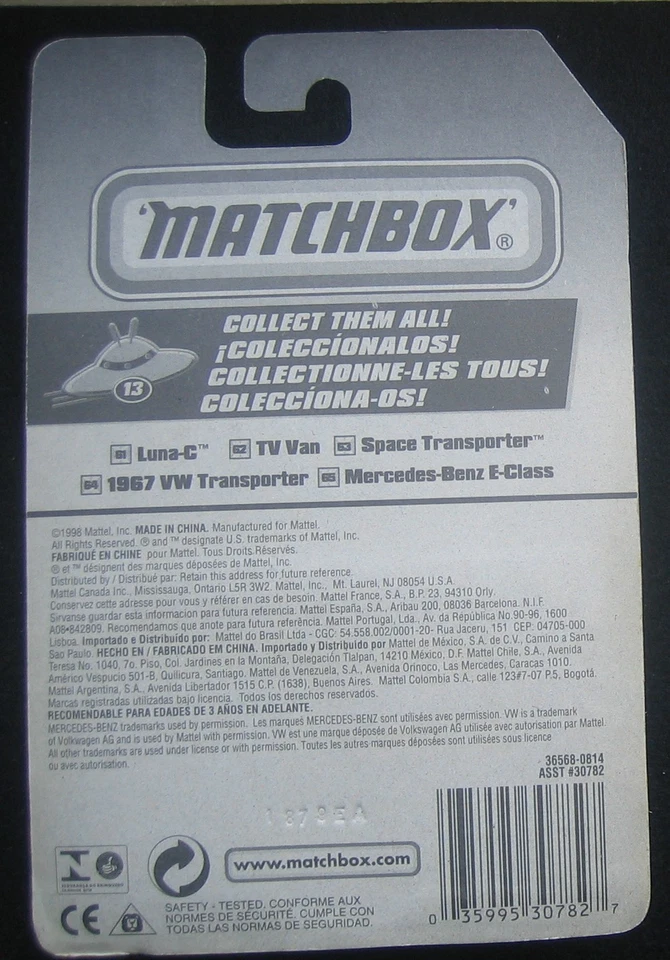 'MATCHBOX'®
COLLECT THEM ALL!
¡COLECCÍONALOS!
COLLECTIONNE-LES TOUS!
COLECCÍONA-OS!
13
61 Luna-C™ 62 TV Van 63 Space Transporter™
64 1967 VW Transporter 65 Mercedes-Benz E-Class
©1998 Mattel, Inc. MADE IN CHINA. Manufactured for Mattel.
All Rights Reserved. ® and ™ designate U.S. trademarks of Mattel, Inc.
FABRIQUÉ EN CHINE pour Mattel. Tous Droits Réservés.
® et ™ désignent des marques déposées de Mattel, Inc.
Distributed by / Distribué par: Retain this address for future reference.
Mattel Canada Inc., Mississauga, Ontario L5R 3W2. Mattel, Inc., Mt. Laurel, NJ 08054 U.S.A.
Conservez cette adresse pour vous y référer en cas de besoin. Mattel France, S.A., B.P. 23, 94310 Orly.
Sirvanse guardar esta informacion para futura referencia. Mattel España, S.A., Aribau 200, 08036 Barcelona. N.I.F.
A08-842809. Recomendamos que anote para futura referência. Mattel Portugal, Lda., Av. da República No 90-96, 1600
Lisboa. Importado e Distribuido por: Mattel do Brasil Ltda - CGC: 54.558.002/0001-20- Rua Jaceru, 151 CEP: 04705-000
Sao Paulo. HECHO EN / FABRICADO EM CHINA. Importado y Distribuido por Mattel de México, S.A. de C.V., Camino a Santa
Teresa No. 1040, 7o. Piso, Col. Jardines en la Montaña, Delegación Tlalpan, 14210 México, D.F. Mattel Chile, S.A., Avenida
Américo Vespucio 501-B, Quilicura, Santiago. Mattel de Venezuela, S.A., Avenida Orinoco, Las Mercedes, Caracas 1010.
Mattel Argentina, S.A., Avenida Libertador 1515 C.P. (1638), Buenos Aires. Mattel Colombia S.A., calle 123#7-07 P.5, Bogotá.
Marcas registradas utilizadas bajo licencia. Todos los derechos reservados.
RECOMENDABLE PARA EDADES DE 3 AÑOS EN ADELANTE.
MERCEDES-BENZ trademarks used by permission. Les marques MERCEDES-BENZ sont utilisées avec permission. VW is a trademark
of Volkswagen AG and is used by Mattel with permission. VW est une marque déposée de Volkswagen AG utilisée avec autorisation par Mattel.
All other trademarks are used under license or with permission. Toutes les autres marques déposées sont utilisées sous licence
ou avec autorisation.
36568-0814
ASST #30782
1879EA
www.matchbox.com
CE
SAFETY - TESTED. CONFORME AUX
NORMES DE SÉCURITÉ. CUMPLE CON
TODAS LAS NORMAS DE SEGURIDAD.
0 35995 30782 7